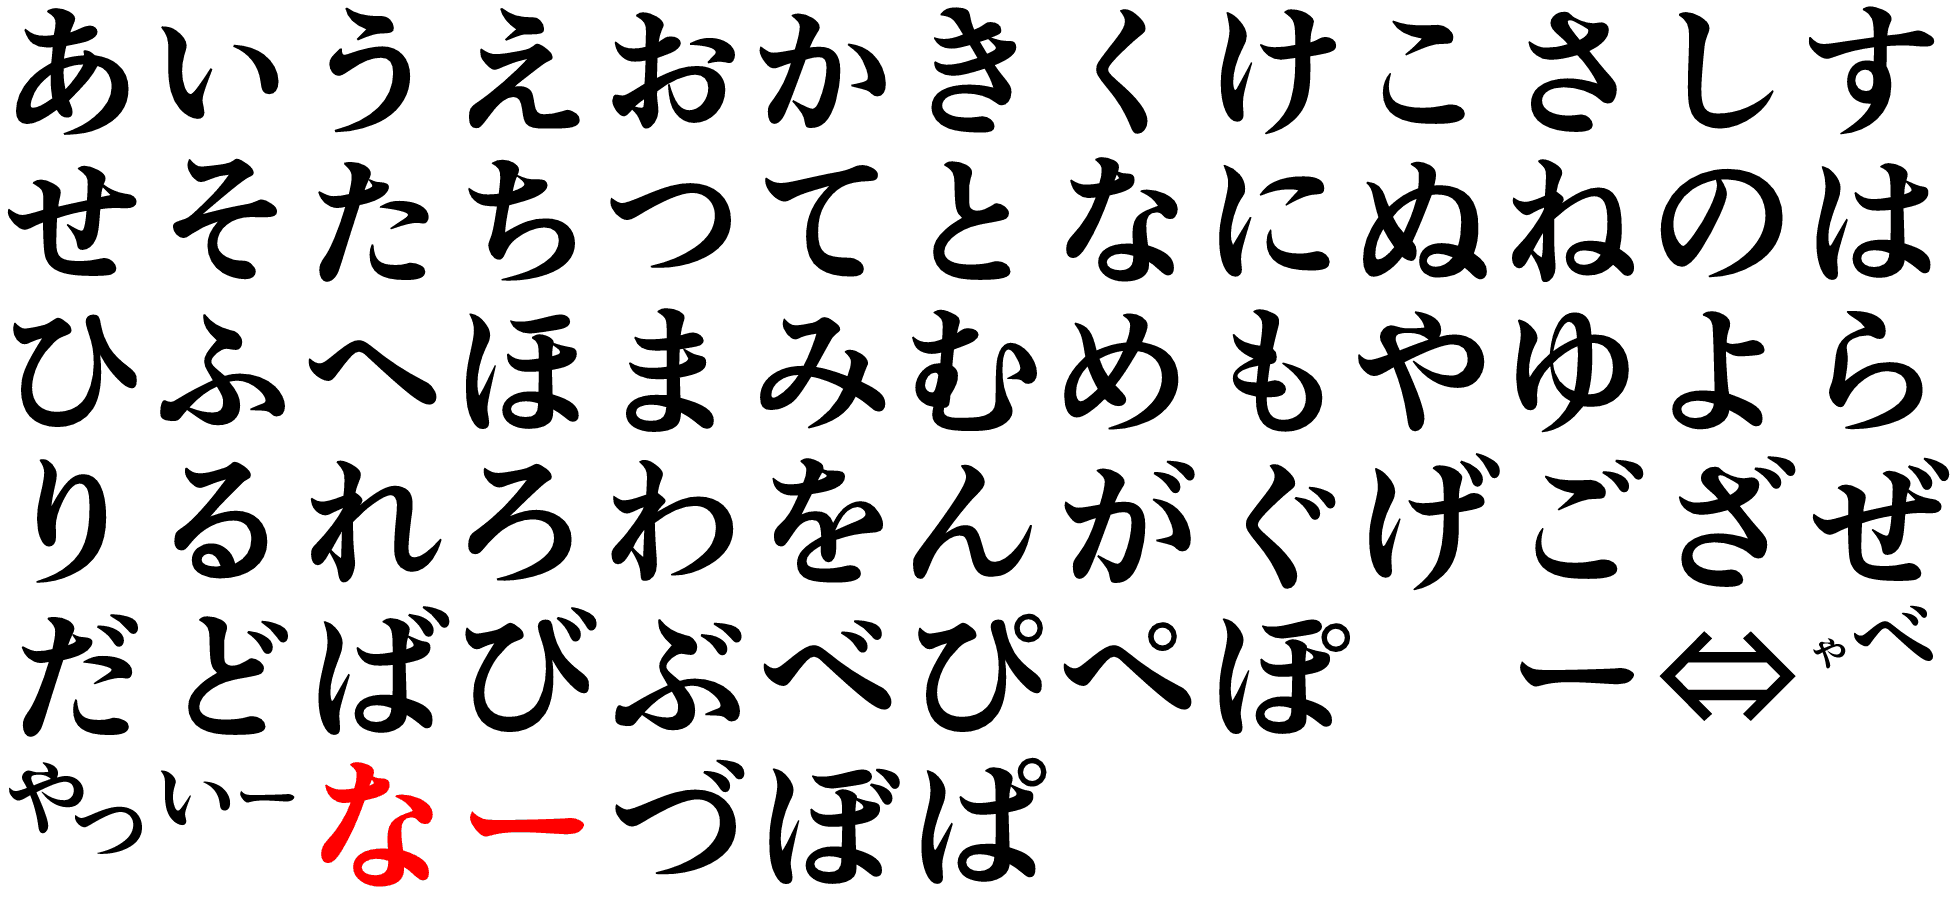 あいうえおかきくけこさしす
せそたちつてとなにぬねのは
ひふへほまみむめもやゆよら
りるれろわをんがぐげござぜ
だどばびぶべぴぺぽ ー⇔ゃべ
やっいーなーづぼぱ